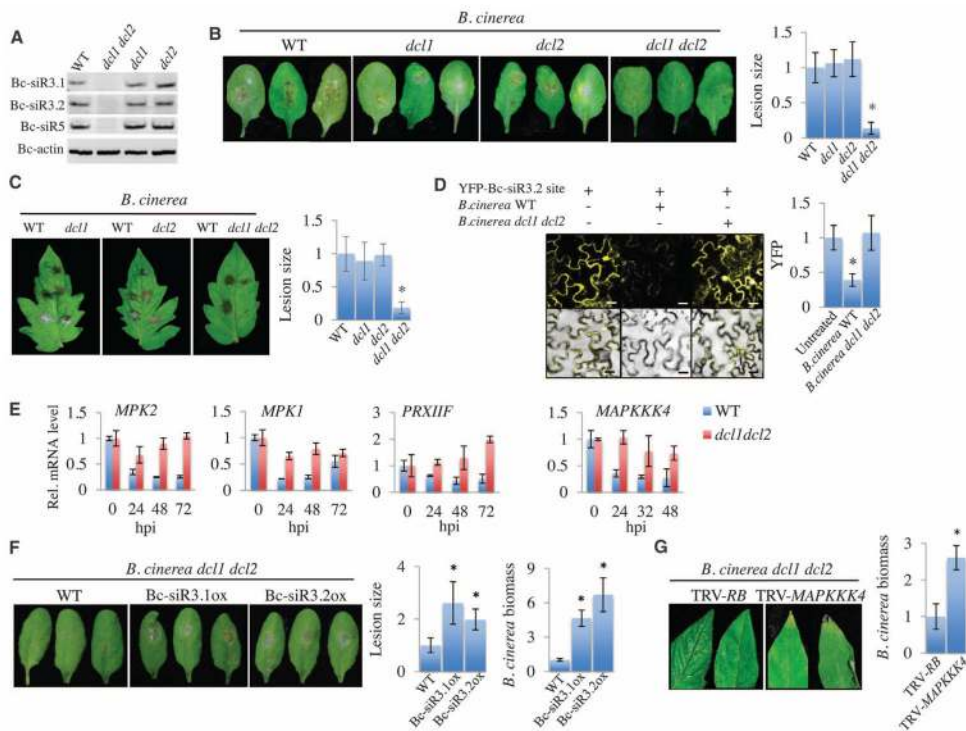 A
WT
dcl1 dcl2
dcl1
dcl2
Bc-siR3.1
Bc-siR3.2
Bc-siR5
Bc-actin
B
B. cinerea
WT
dcl1
dcl2
dcl1 dcl2
Lesion size
1.5
1
0.5
0
*
WT
dcl1
dcl2
dcl1 dcl2
C
B. cinerea
WT dcl1
WT dcl2
WT dcl1 dcl2
Lesion size
1.5
1
0.5
0
*
WT
dcl1
dcl2
dcl1 dcl2
D
YFP-Bc-siR3.2 site + + +
B.cinerea WT - + -
B.cinerea dcl1 dcl2 - - +
YFP
1.5
1
0.5
0
*
Untreated
B.cinerea WT
B.cinerea dcl1 dcl2
E
Rel. mRNA level
MPK2
1.5
1
0.5
0
0 24 48 72
hpi
MPK1
1.5
1
0.5
0
0 24 48 72
hpi
PRXIIF
3
2
1
0
0 24 48 72
hpi
MAPKKK4
1.5
1
0.5
0
0 24 32 48
hpi
WT
dcl1dcl2
F
B. cinerea dcl1 dcl2
WT
Bc-siR3.1ox
Bc-siR3.2ox
Lesion size
4
2
0
*
*
WT
Bc-siR3.1ox
Bc-siR3.2ox
B. cinerea biomass
9
6
3
0
*
*
WT
Bc-siR3.1ox
Bc-siR3.2ox
G
B. cinerea dcl1 dcl2
TRV-RB TRV-MAPKKK4
B. cinerea biomass
3
2
1
0
*
TRV-RB
TRV-MAPKKK4